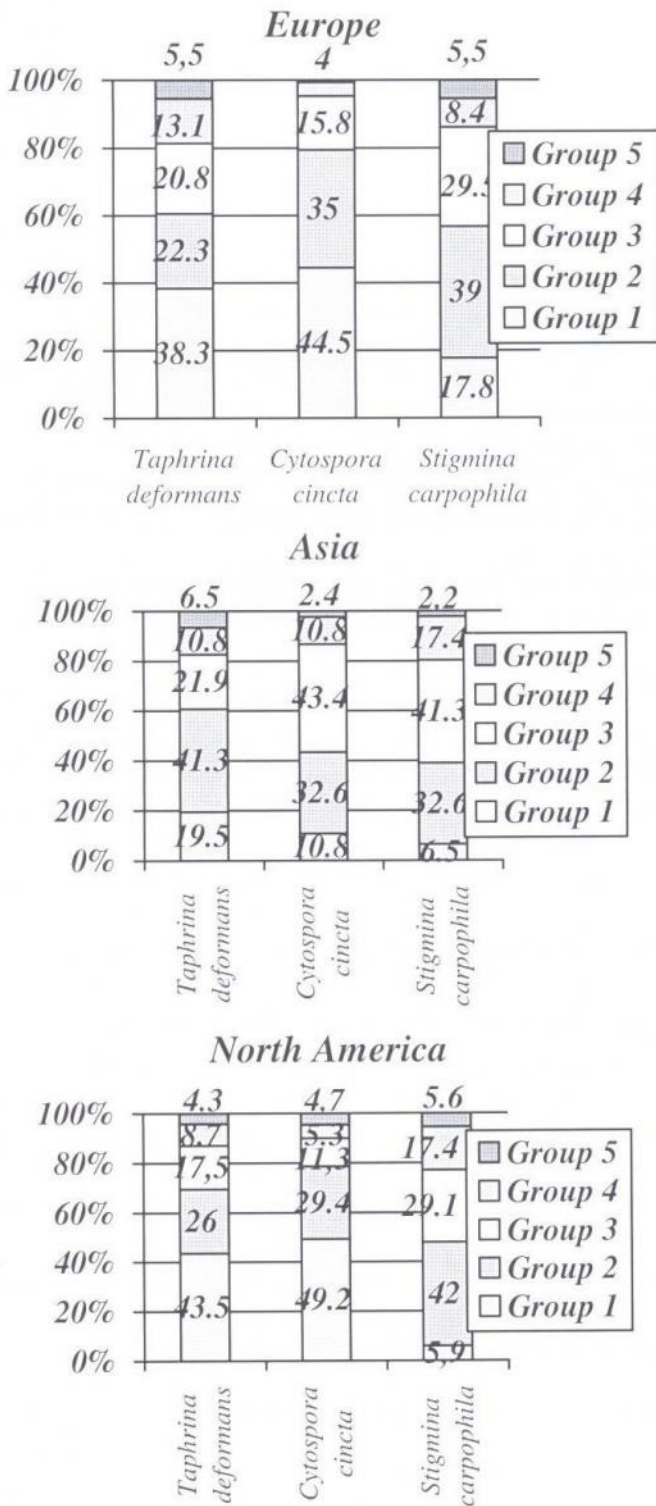 Europe
5,5 4 5,5
100%
13.1 15.8 8.4
80%
Group 5
20.8 29.5 Group 4
60%
35 Group 3
22.3 Group 2
40%
39 Group 1
38.3 44.5
20%
17.8
0%
Taphrina Cytospora Stigmina
deformans cincta carpophila
Asia
6.5 2.4 2,2
100%
10.8 10.8 17.4
Group 5
80%
21.9 43.4 41.3 Group 4
60%
Group 3
41.3 Group 2
40%
32.6 32.6 Group 1
20%
19.5 10.8 6.5
0%
Taphrina
deformans
Cytospora
cincta
Stigmina
carpophila
North America
4.3 4,7 5.6
100%
8.7 5.3 17.4
Group 5
80%
17,5 11,3 29.1 Group 4
60%
26 29.4 Group 3
40%
Group 2
43.5 49.2 42 Group 1
20%
5,9
0%
Taphrina
deformans
Cytospora
cincta
Stigmina
carpophila